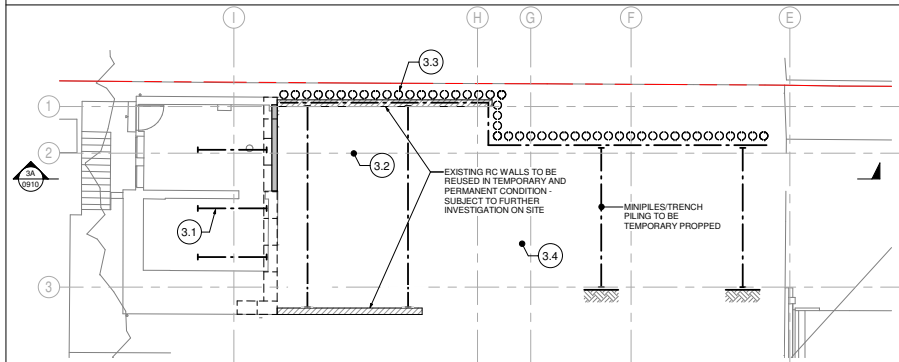 I
H
G
F
E
3.3
1
2
3A
0910
3.2
EXISTING RC WALLS TO BE
REUSED IN TEMPORARY AND
PERMANENT CONDITION -
SUBJECT TO FURTHER
INVESTIGATION ON SITE
MINIPILES/TRENCH
PILING TO BE
TEMPORARY PROPPED
3.1
3.4
3